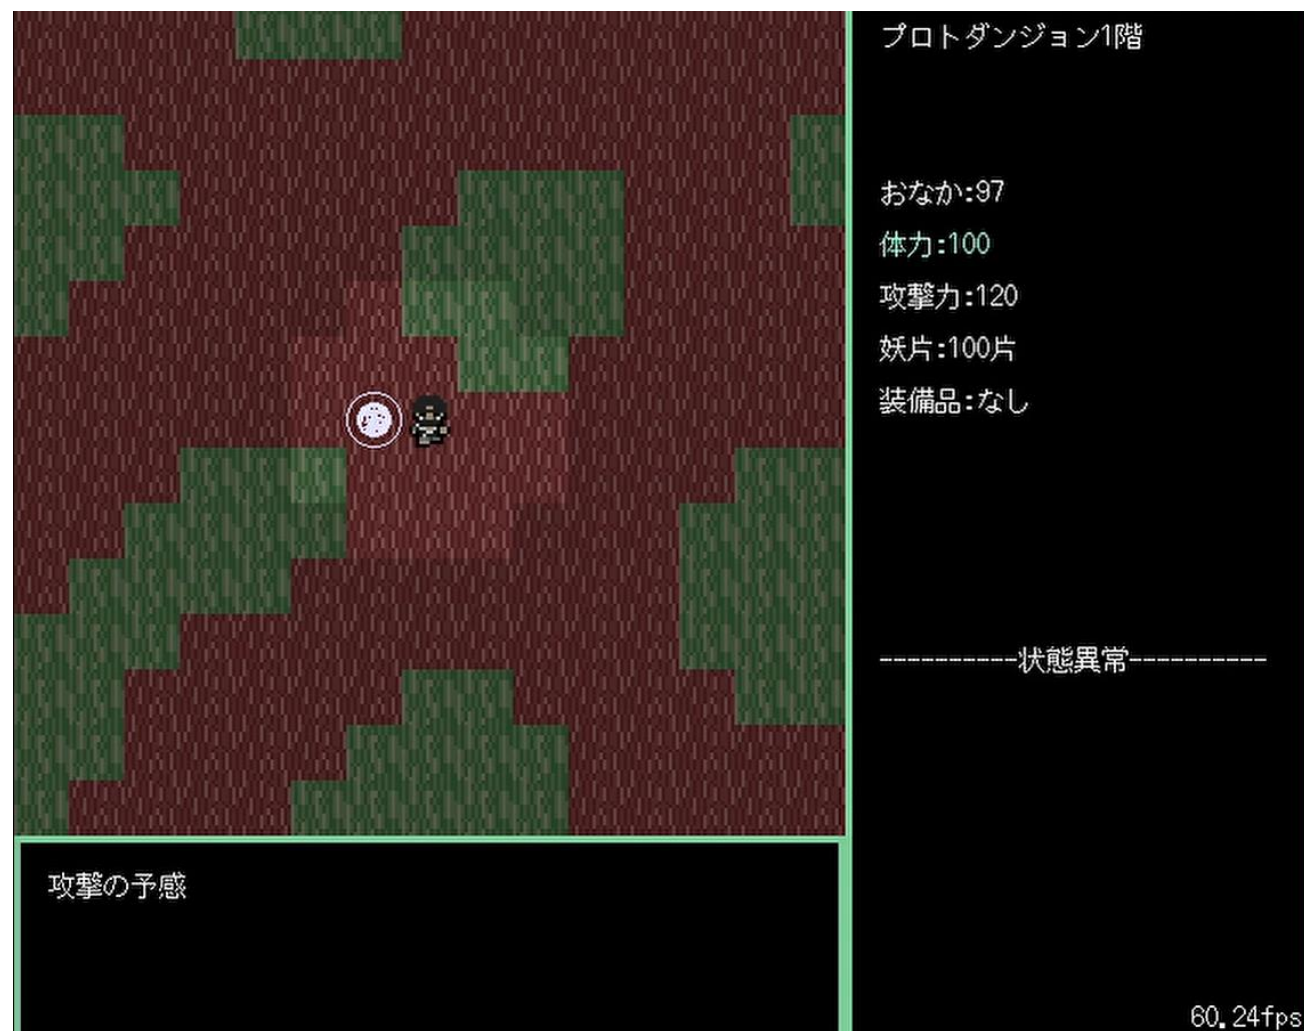 プロトダンジョン1階
おなか:97
体力:100
攻撃力:120
妖片:100片
装備品:なし
----------状態異常----------
攻撃の予感
60.24fps